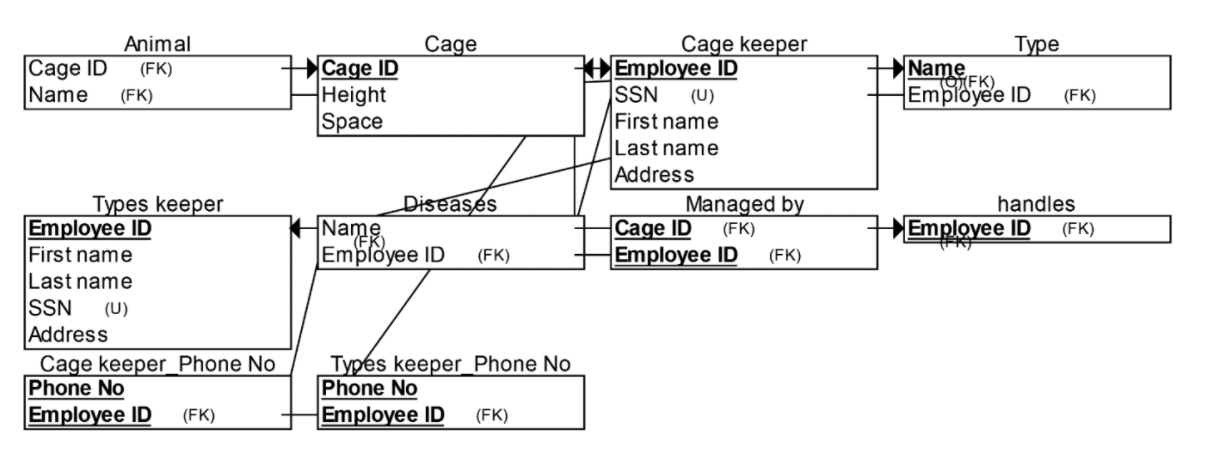 Animal
Cage ID (FK)
Name (FK)
Cage
Cage ID
Height
Space
Cage keeper
Employee ID
SSN (U)
First name
Last name
Address
Type
Name
(O)(FK)
Employee ID (FK)
Types keeper
Employee ID
First name
Last name
SSN (U)
Address
Diseases
Name
(FK)
Employee ID (FK)
Managed by
Cage ID (FK)
Employee ID (FK)
handles
Employee ID (FK)
(FK)
Cage keeper_Phone No
Phone No
Employee ID (FK)
Types keeper_Phone No
Phone No
Employee ID (FK)